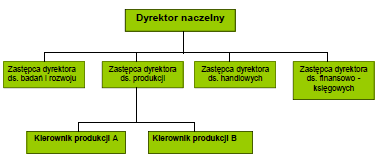 Dyrektor naczelny
Zastępca dyrektora
ds. badań i rozwoju
Zastępca dyrektora
ds. produkcji
Zastępca dyrektora
ds. handlowych
Zastępca dyrektora
ds. finansowo -
księgowych
Kierownik produkcji A
Kierownik produkcji B